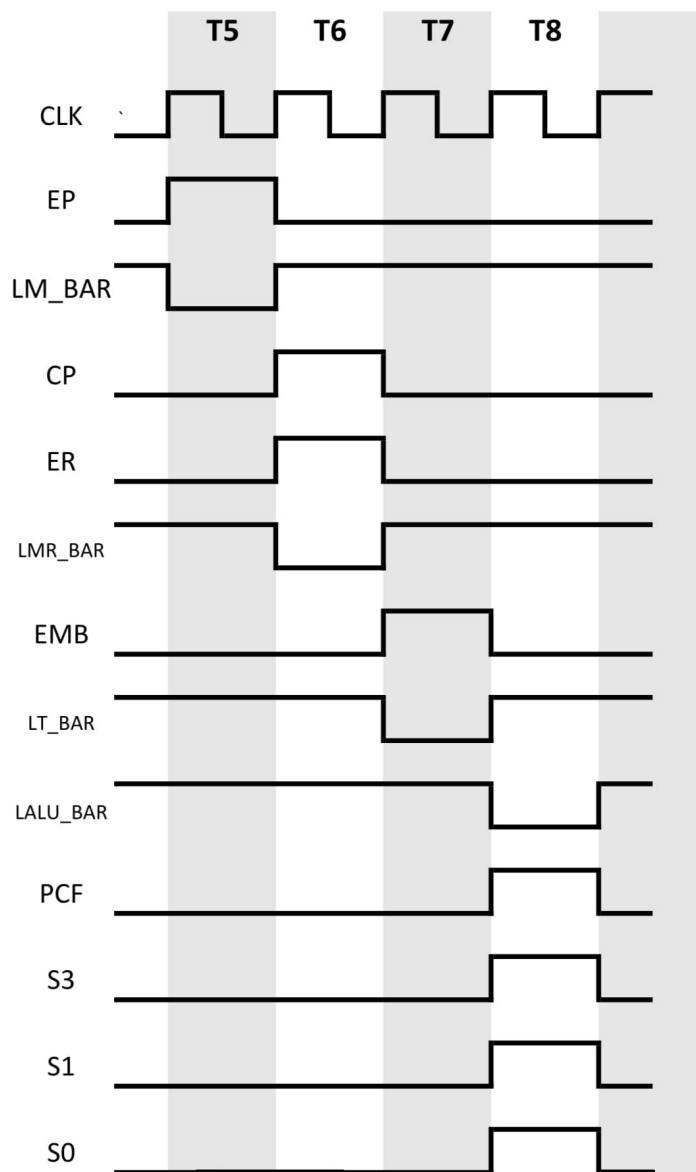 T5 T6 T7 T8
CLK `
EP
LM_BAR
CP
ER
LMR_BAR
EMB
LT_BAR
LALU_BAR
PCF
S3
S1
S0